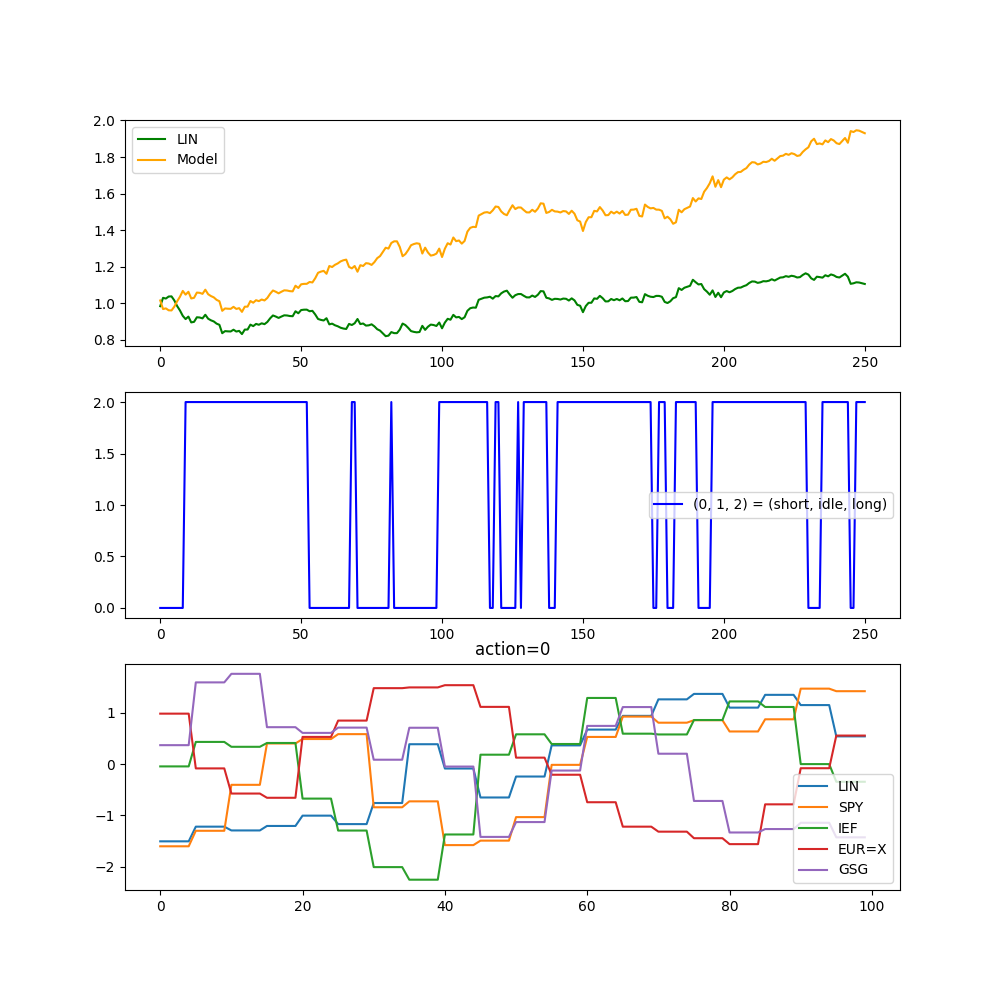 2.0
1.8
1.6
1.4
1.2
1.0
0.8
LIN
Model
0 50 100 150 200 250
2.0
1.5
1.0
0.5
0.0
(0, 1, 2) = (short, idle, long)
0 50 100 150 200 250
action=0
1
0
−1
−2
LIN
SPY
IEF
EUR=X
GSG
0 20 40 60 80 100